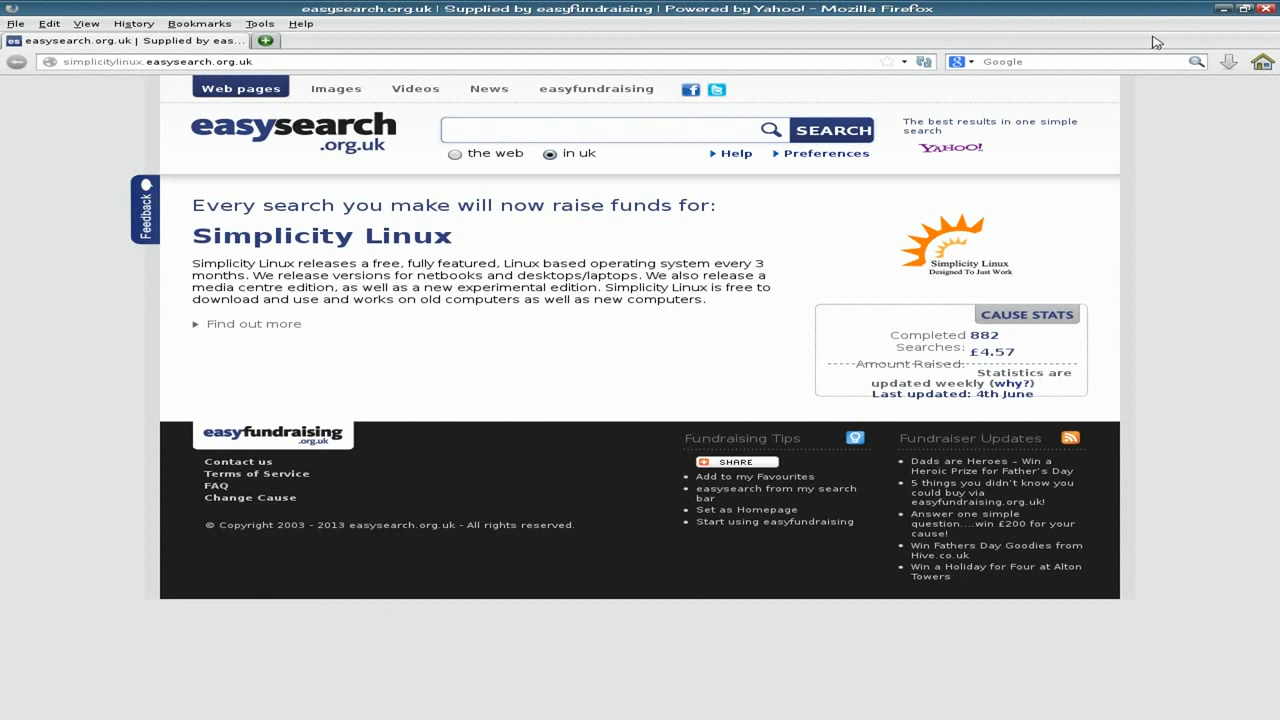 easysearch.org.uk | Supplied by easyfundraising | Powered by Yahoo! - Mozilla Firefox
File Edit View History Bookmarks Tools Help
es easysearch.org.uk | Supplied by eas...
simplicitylinux.easysearch.org.uk
Google
Web pages Images Videos News easyfundraising
easysearch
.org.uk
SEARCH
the web in uk Help Preferences
The best results in one simple
search
YAHOO!
Feedback
Every search you make will now raise funds for:
Simplicity Linux
Simplicity Linux releases a free, fully featured, Linux based operating system every 3
months. We release versions for netbooks and desktops/laptops. We also release a
media centre edition, as well as a new experimental edition. Simplicity Linux is free to
download and use and works on old computers as well as new computers.
Find out more
Simplicity Linux
Designed To Just Work
CAUSE STATS
Completed 882
Searches:
£4.57
Amount Raised:
Statistics are
updated weekly (why?)
Last updated: 4th June
easyfundraising
.org.uk
Contact us
Terms of Service
FAQ
Change Cause
© Copyright 2003 - 2013 easysearch.org.uk - All rights reserved.
Fundraising Tips
SHARE
Add to my Favourites
easysearch from my search
bar
Set as Homepage
Start using easyfundraising
Fundraiser Updates
Dads are Heroes – Win a
Heroic Prize for Father's Day
5 things you didn't know you
could buy via
easyfundraising.org.uk!
Answer one simple
question....win £200 for your
cause!
Win Fathers Day Goodies from
Hive.co.uk
Win a Holiday for Four at Alton
Towers